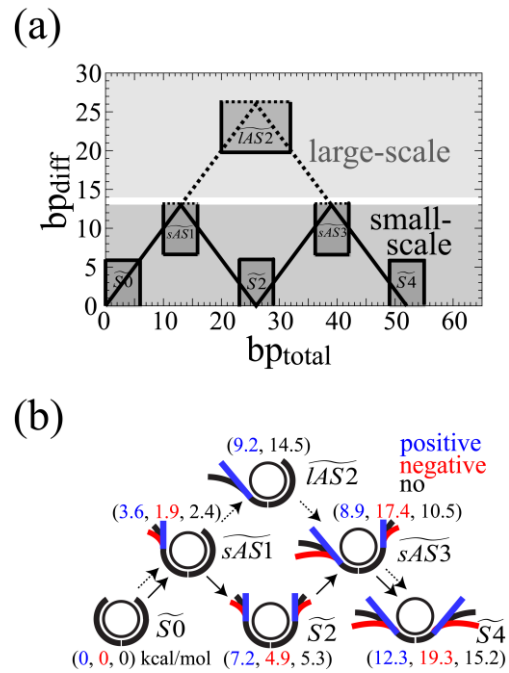 (a)
30
25
20
15
10
5
0
bp_diff
lAS2
large-scale
sAS1
sAS3
small-
scale
S0
S2
S4
0 10 20 30 40 50 60
bp_total
(b)
(9.2, 14.5)
positive
negative
no
lAS2
(3.6, 1.9, 2.4)
(8.9, 17.4, 10.5)
sAS1
sAS3
S0
S2
S4
(0, 0, 0) kcal/mol
(7.2, 4.9, 5.3)
(12.3, 19.3, 15.2)